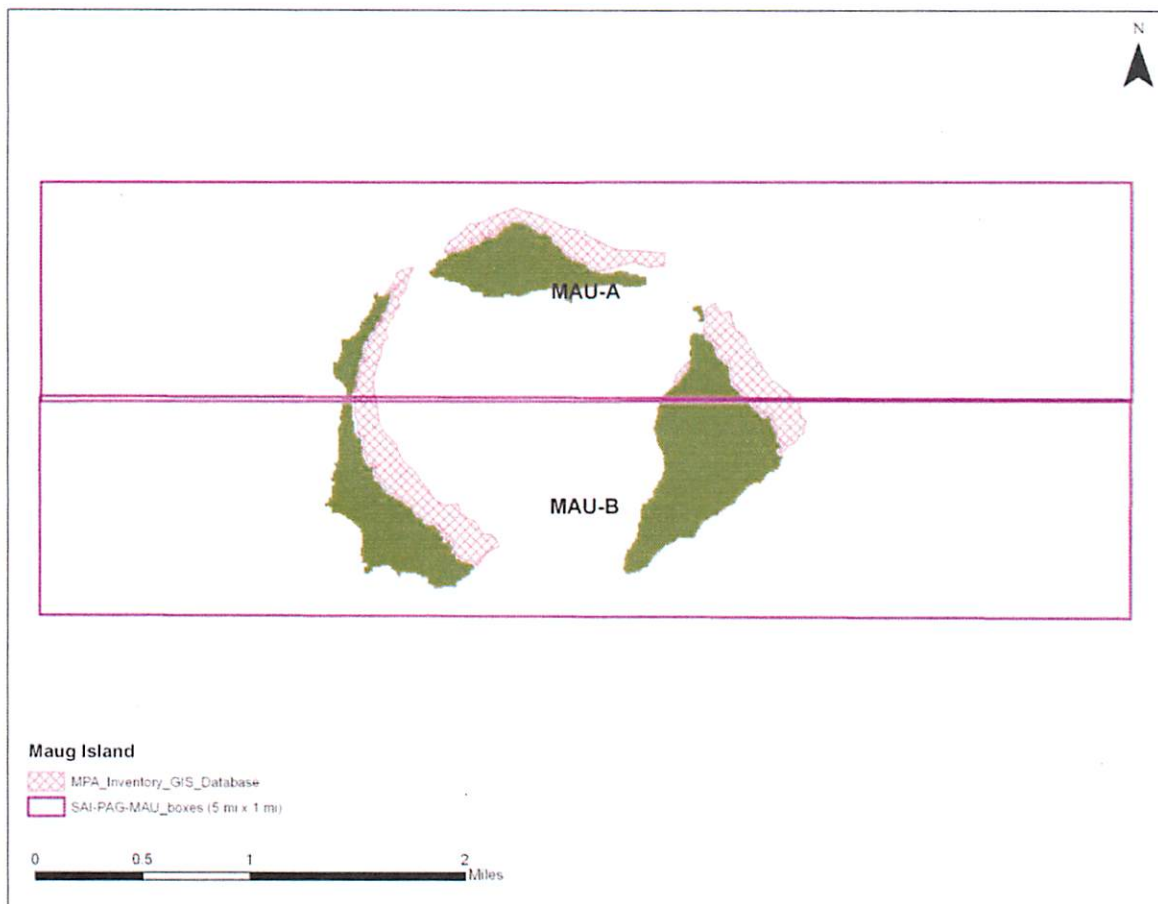 N
MAU-A
MAU-B
Maug Island
MPA_Inventory_GIS_Database
SAI-PAG-MAU_boxes (5 mi x 1 mi)
0 0.5 1 2
Miles